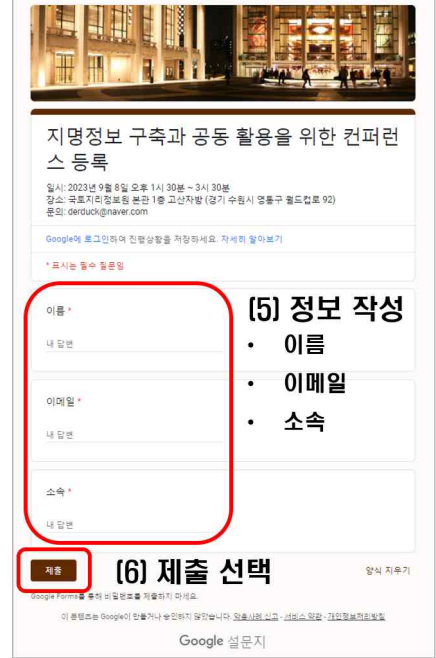 지명정보 구축과 공동 활용을 위한 컨퍼런
스 등록
일시: 2023년 9월 8일 오후 1시 30분 ~ 3시 30분
장소: 국토지리정보원 본관 1층 고산자방 (경기 수원시 영통구 월드컵로 92)
문의: derduck@naver.com
Google에 로그인하여 진행상황을 저장하세요. 자세히 알아보기
* 표시는 필수 질문임
이름 *
내 답변
(5) 정보 작성
• 이름
• 이메일
• 소속
이메일 *
내 답변
소속 *
내 답변
제출
(6) 제출 선택
양식 지우기
Google Forms를 통해 비밀번호를 제출하지 마세요.
이 콘텐츠는 Google이 만들거나 승인하지 않았습니다. 악용사례 신고 - 서비스 약관 - 개인정보처리방침
Google 설문지